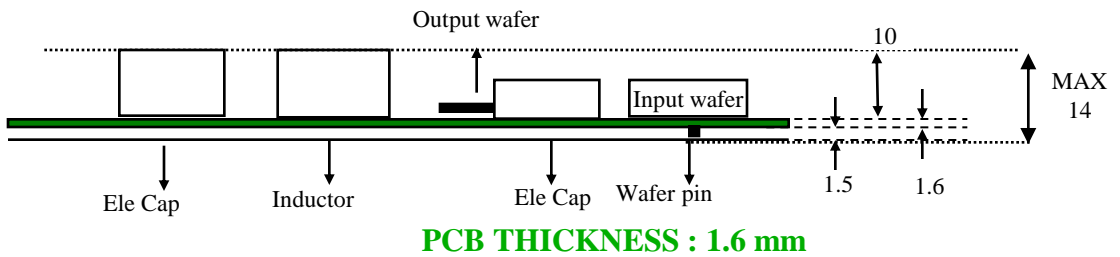 Output wafer
10
MAX
14
Input wafer
Ele Cap
Inductor
Ele Cap
Wafer pin
1.5
1.6
PCB THICKNESS : 1.6 mm